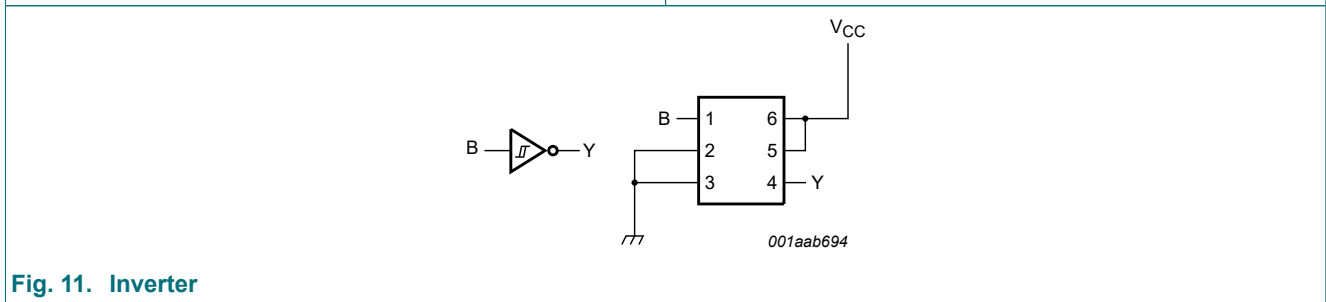 VCC
B 1 6
B Y 2 5
3 4 Y
001aab694
Fig. 11. Inverter